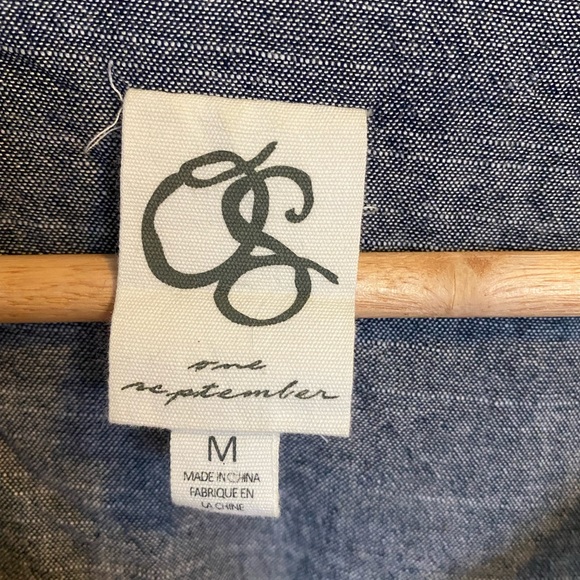 OS
one
september
M
MADE IN CHINA
FABRIQUE EN
LA CHINE